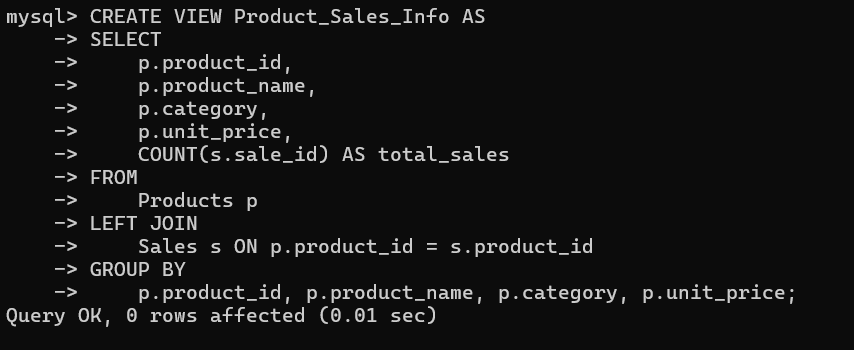 mysql> CREATE VIEW Product_Sales_Info AS
    -> SELECT
    ->     p.product_id,
    ->     p.product_name,
    ->     p.category,
    ->     p.unit_price,
    ->     COUNT(s.sale_id) AS total_sales
    -> FROM
    ->     Products p
    -> LEFT JOIN
    ->     Sales s ON p.product_id = s.product_id
    -> GROUP BY
    ->     p.product_id, p.product_name, p.category, p.unit_price;
Query OK, 0 rows affected (0.01 sec)